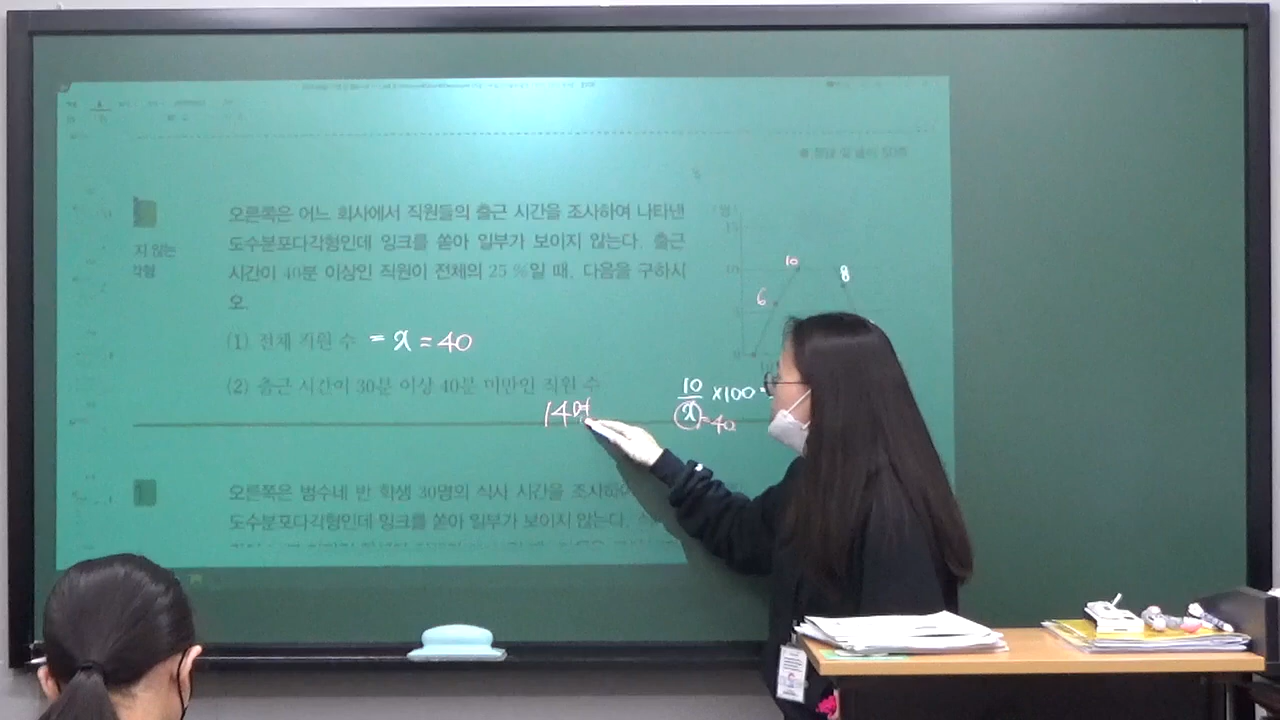 지 않는
각형
오른쪽은 어느 회사에서 직원들의 출근 시간을 조사하여 나타낸
도수분포다각형인데 잉크를 쏟아 일부가 보이지 않는다. 출근
시간이 40분 이상인 직원이 전체의 25 %일 때, 다음을 구하시
오.
(1) 전체 직원 수 = x = 40
(2) 출근 시간이 30분 이상 40분 미만인 직원 수
14명
10
6
8
10/x ×100
=40
오른쪽은 범수네 반 학생 30명의 식사 시간을 조사하여
도수분포다각형인데 잉크를 쏟아 일부가 보이지 않는다.